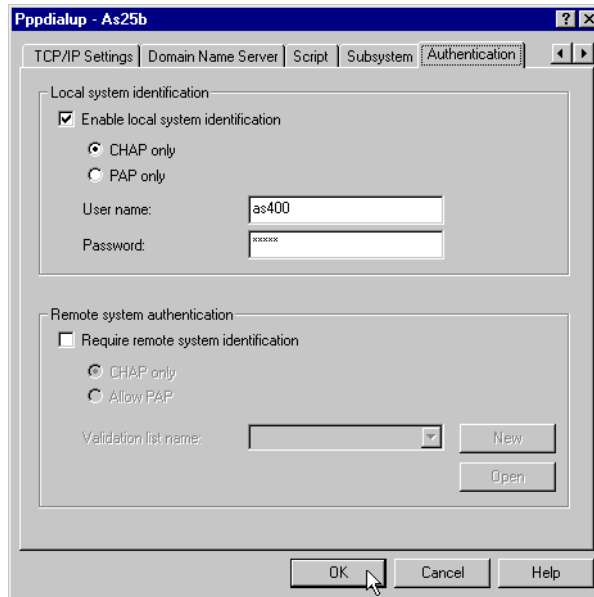 Pppdialup - As25b
TCP/IP Settings Domain Name Server Script Subsystem Authentication
Local system identification
Enable local system identification
CHAP only
PAP only
User name: as400
Password: *****
Remote system authentication
Require remote system identification
CHAP only
Allow PAP
Validation list name: New
Open
OK Cancel Help